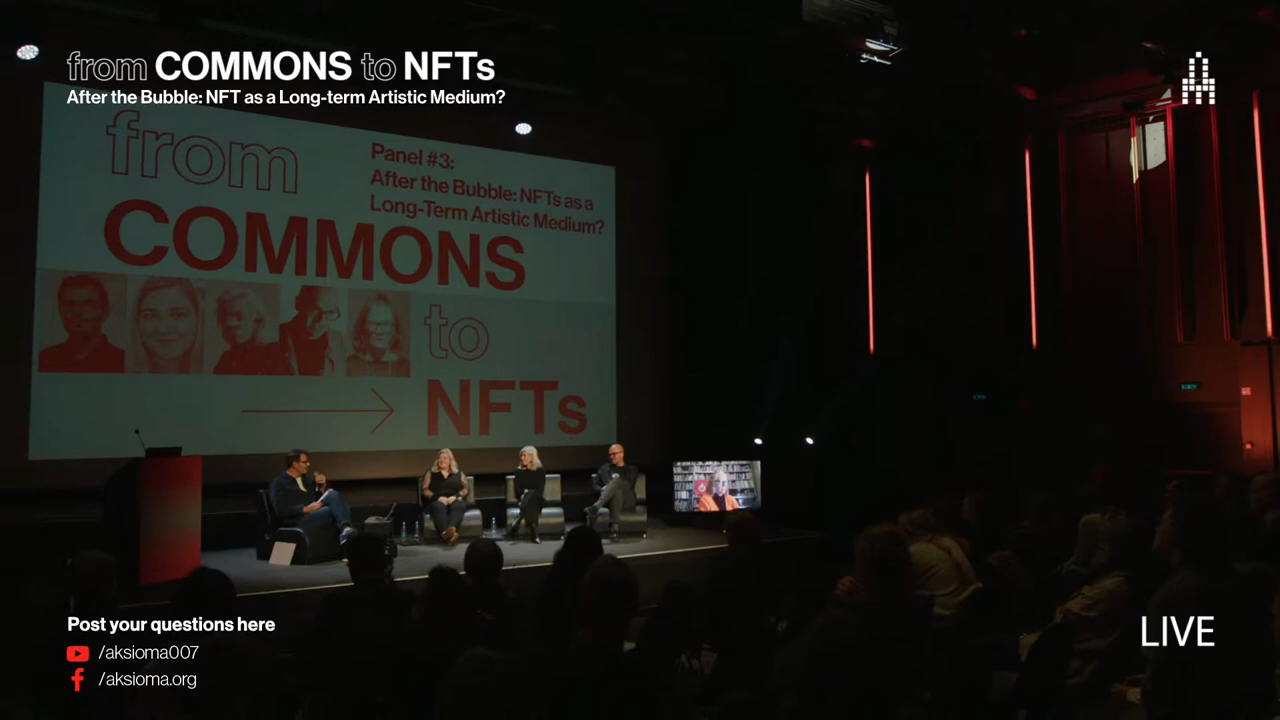 from COMMONS to NFTs
After the Bubble: NFT as a Long-term Artistic Medium?
from
Panel #3:
After the Bubble: NFTs as a
Long-Term Artistic Medium?
COMMONS
to
NFTs
Post your questions here
/aksioma007
/aksioma.org
LIVE